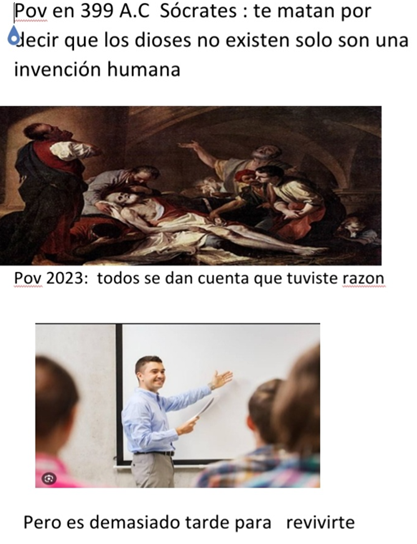 Pov en 399 A.C Sócrates : te matan por
decir que los dioses no existen solo son una
invención humana
Pov 2023: todos se dan cuenta que tuviste razon
Pero es demasiado tarde para revivirte